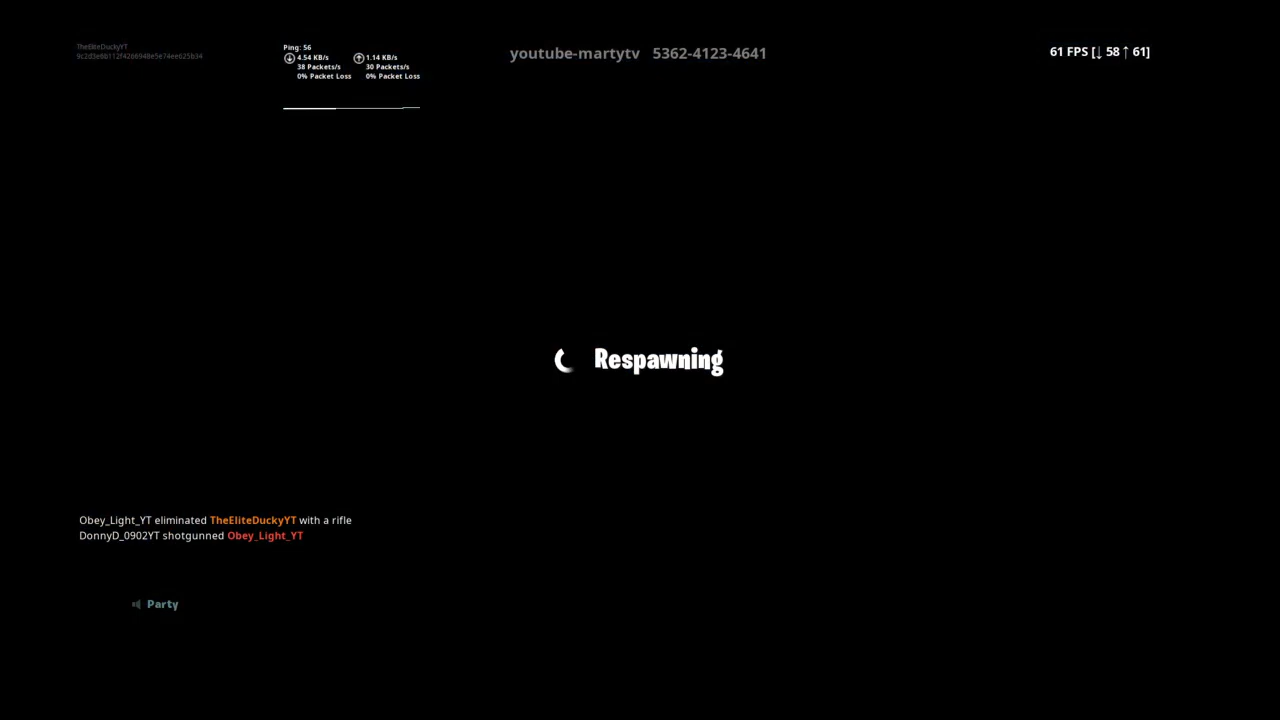 TheEliteDuckyYT
Ping: 56
4.54 KB/s 1.14 KB/s
38 Packets/s 30 Packets/s
0% Packet Loss 0% Packet Loss
youtube-martytv 5362-4123-4641
61 FPS [↓ 58 ↑ 61]
Respawning
Obey_Light_YT eliminated TheEliteDuckyYT with a rifle
DonnyD_0902YT shotgunned Obey_Light_YT
Party